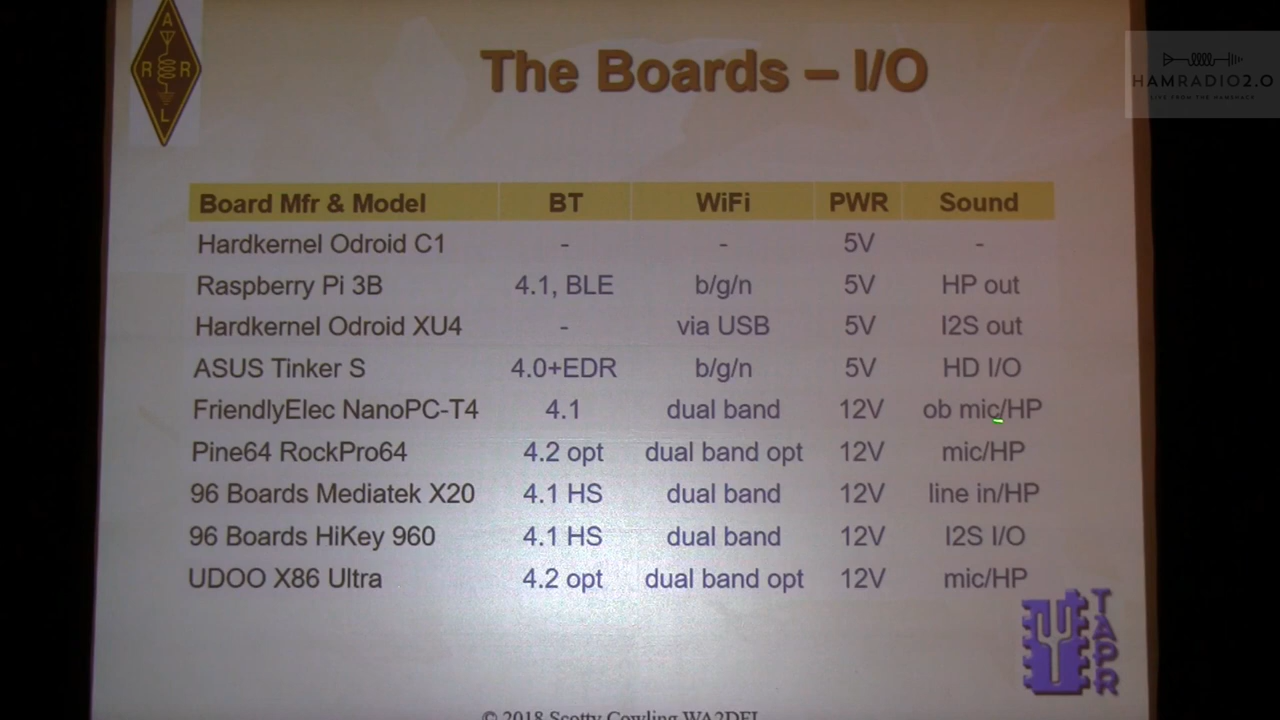 A
R R
L
The Boards – I/O
HAMRADIO2.0
LIVE FROM THE HAMSHACK
Board Mfr & Model BT WiFi PWR Sound
Hardkernel Odroid C1 - - 5V -
Raspberry Pi 3B 4.1, BLE b/g/n 5V HP out
Hardkernel Odroid XU4 - via USB 5V I2S out
ASUS Tinker S 4.0+EDR b/g/n 5V HD I/O
FriendlyElec NanoPC-T4 4.1 dual band 12V ob mic/HP
Pine64 RockPro64 4.2 opt dual band opt 12V mic/HP
96 Boards Mediatek X20 4.1 HS dual band 12V line in/HP
96 Boards HiKey 960 4.1 HS dual band 12V I2S I/O
UDOO X86 Ultra 4.2 opt dual band opt 12V mic/HP
TAPR
© 2018 Scotty Cowling WA2DFI